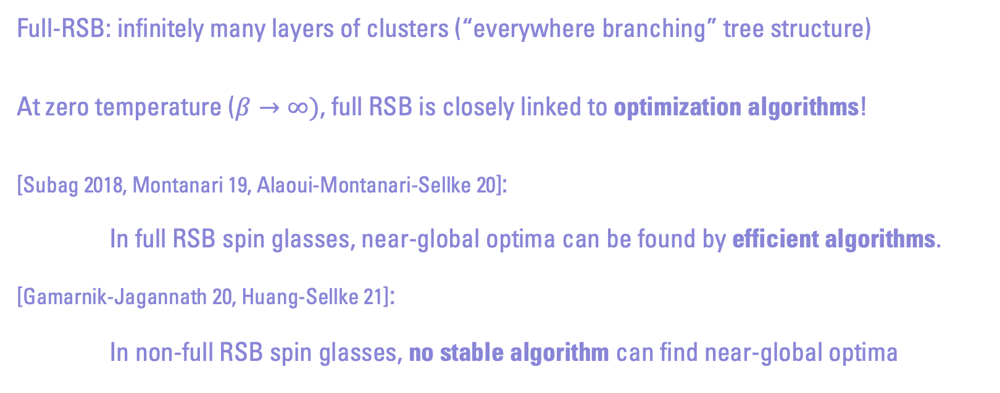 Full-RSB: infinitely many layers of clusters (“everywhere branching” tree structure)
At zero temperature (β → ∞), full RSB is closely linked to optimization algorithms!
[Subag 2018, Montanari 19, Alaoui-Montanari-Sellke 20]:
In full RSB spin glasses, near-global optima can be found by efficient algorithms.
[Gamarnik-Jagannath 20, Huang-Sellke 21]:
In non-full RSB spin glasses, no stable algorithm can find near-global optima